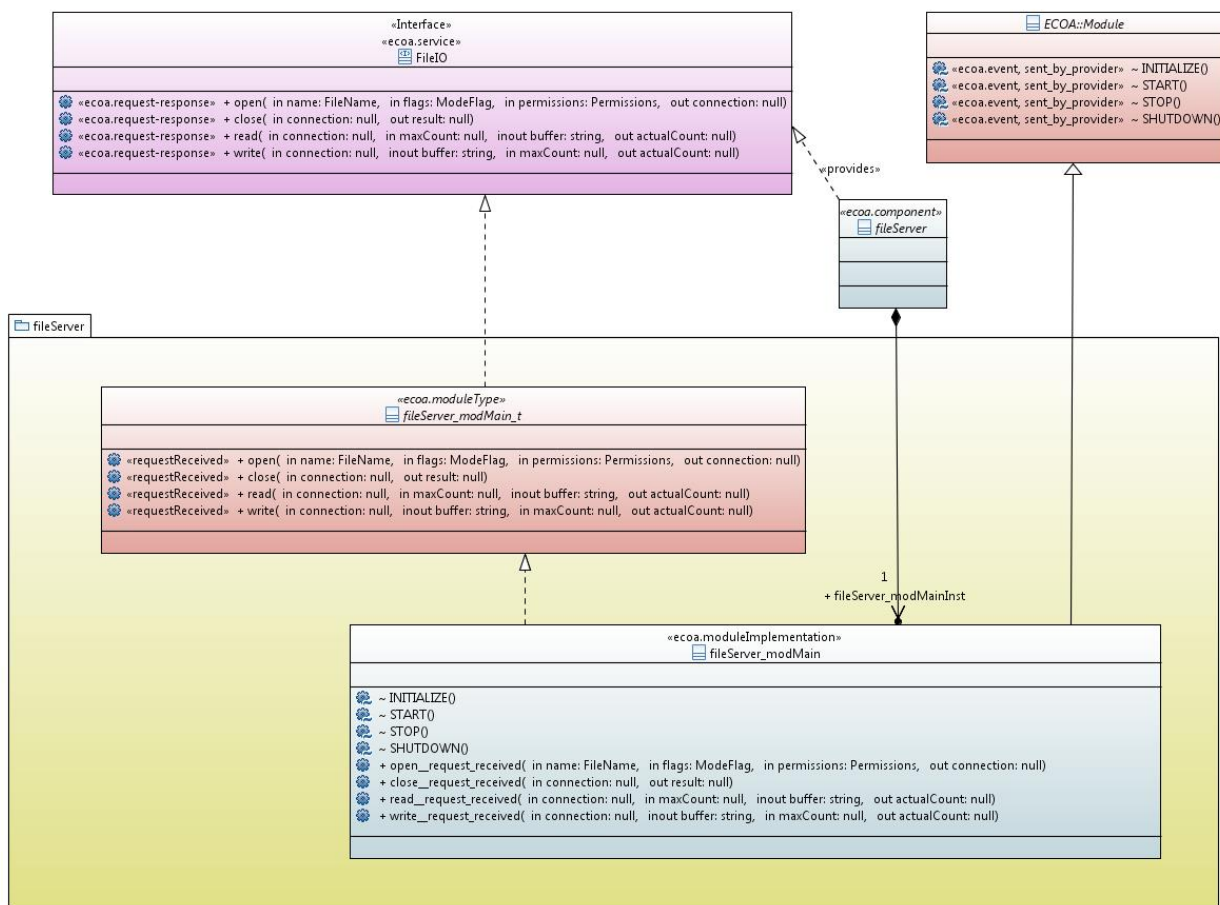 «Interface»
«ecoa.service»
FileIO
«ecoa.request-response» + open( in name: FileName, in flags: ModeFlag, in permissions: Permissions, out connection: null)
«ecoa.request-response» + close( in connection: null, out result: null)
«ecoa.request-response» + read( in connection: null, in maxCount: null, inout buffer: string, out actualCount: null)
«ecoa.request-response» + write( in connection: null, inout buffer: string, in maxCount: null, out actualCount: null)
ECOA::Module
«ecoa.event, sent_by_provider» ~ INITIALIZE()
«ecoa.event, sent_by_provider» ~ START()
«ecoa.event, sent_by_provider» ~ STOP()
«ecoa.event, sent_by_provider» ~ SHUTDOWN()
«provides»
«ecoa.component»
fileServer
fileServer
«ecoa.moduleType»
fileServer_modMain_t
«requestReceived» + open( in name: FileName, in flags: ModeFlag, in permissions: Permissions, out connection: null)
«requestReceived» + close( in connection: null, out result: null)
«requestReceived» + read( in connection: null, in maxCount: null, inout buffer: string, out actualCount: null)
«requestReceived» + write( in connection: null, inout buffer: string, in maxCount: null, out actualCount: null)
1
+ fileServer_modMainInst
«ecoa.moduleImplementation»
fileServer_modMain
~ INITIALIZE()
~ START()
~ STOP()
~ SHUTDOWN()
+ open__request_received( in name: FileName, in flags: ModeFlag, in permissions: Permissions, out connection: null)
+ close__request_received( in connection: null, out result: null)
+ read__request_received( in connection: null, in maxCount: null, inout buffer: string, out actualCount: null)
+ write__request_received( in connection: null, inout buffer: string, in maxCount: null, out actualCount: null)